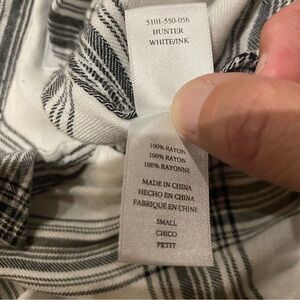 5101-550-056
HUNTER
WHITE/INK
100% RAYON
100% RAYON
100% RAYONNE
MADE IN CHINA
HECHO EN CHINA
FABRIQUÉ EN CHINE
SMALL
CHICO
PETIT